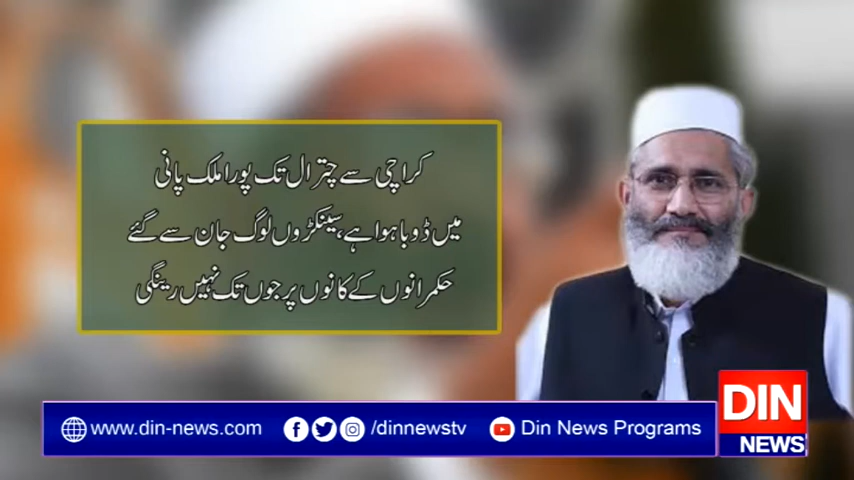 کراچی سے چترال تک پورا ملک پانی
میں ڈوبا ہوا ہے، سینکڑوں لوگ جان سے گئے
حکمرانوں کے کانوں پر جوں تک نہیں رینگی
www.din-news.com /dinnewstv Din News Programs
DIN
NEWS